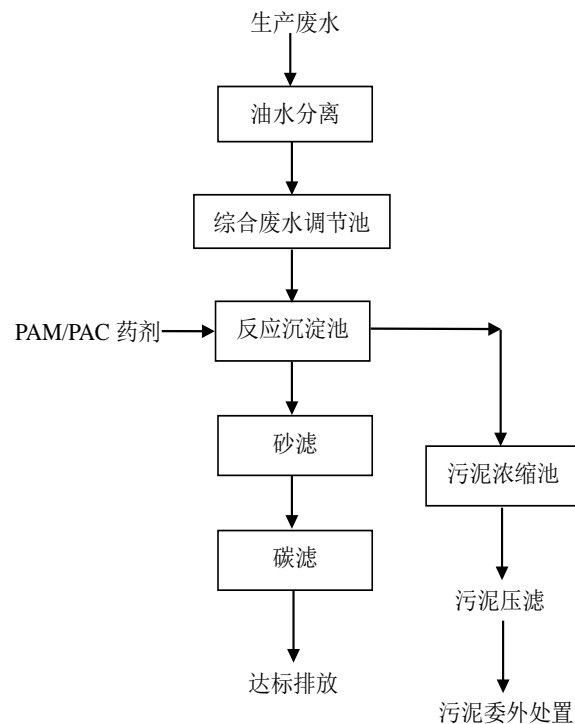 生产废水
油水分离
综合废水调节池
PAM/PAC 药剂
反应沉淀池
砂滤
污泥浓缩池
碳滤
污泥压滤
达标排放
污泥委外处置